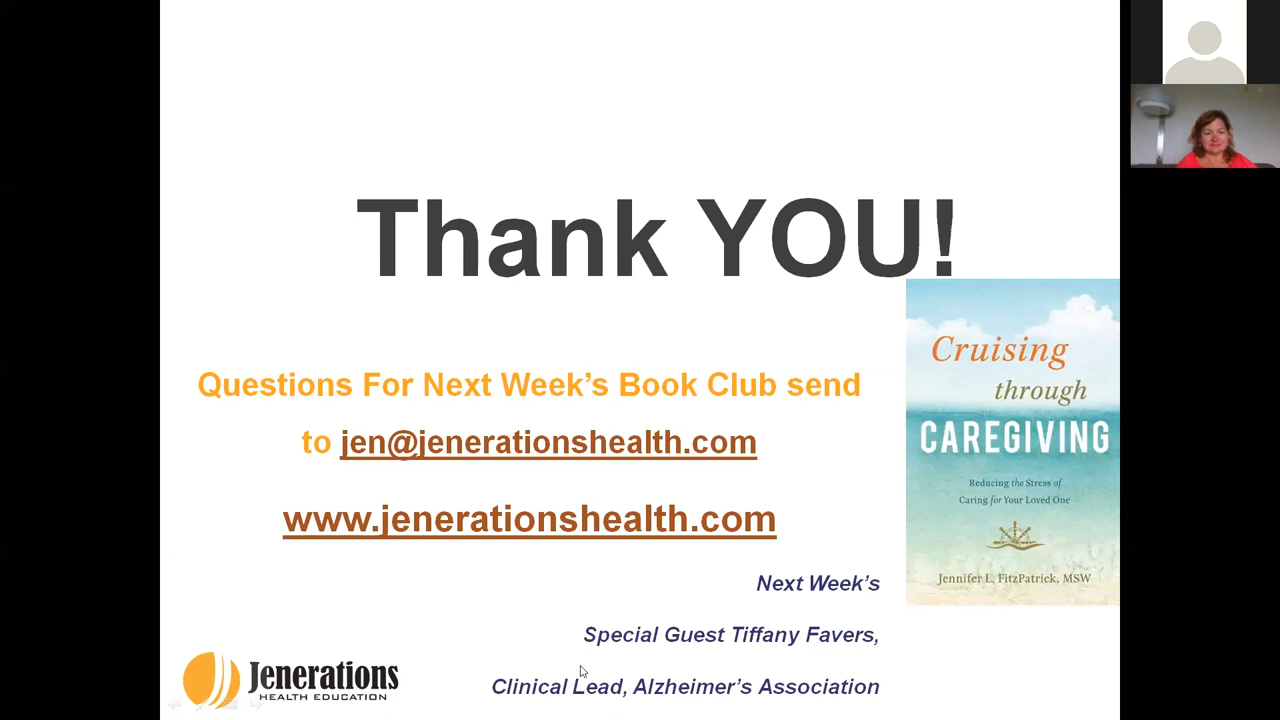 Thank YOU!
Questions For Next Week’s Book Club send
to jen@jenerationshealth.com
www.jenerationshealth.com
Next Week’s
Special Guest Tiffany Favers,
Clinical Lead, Alzheimer’s Association
Cruising
through
CAREGIVING
Reducing the Stress of
Caring for Your Loved One
Jennifer L. FitzPatrick, MSW
Jenerations
HEALTH EDUCATION